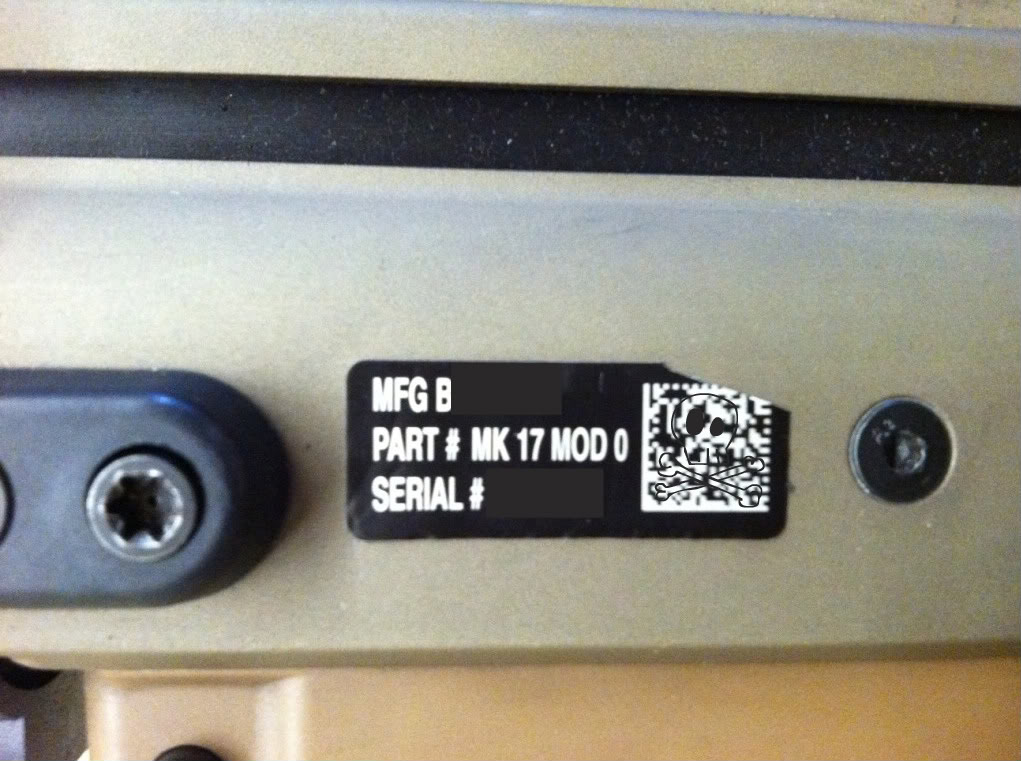 MFG B
PART # MK 17 MOD 0
SERIAL #